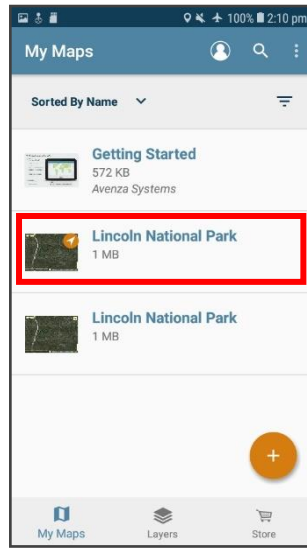 100% 2:10 pm
My Maps
Sorted By Name
Getting Started
572 KB
Avenza Systems
Lincoln National Park
1 MB
Lincoln National Park
1 MB
+
My Maps Layers Store